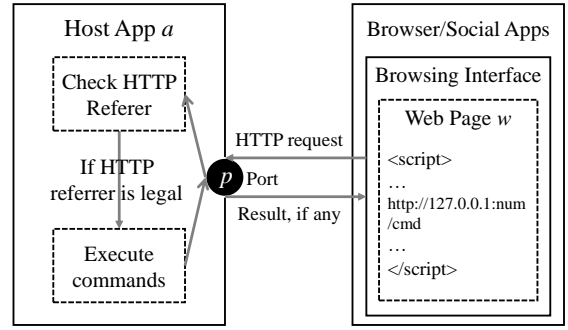 Host App a
Check HTTP
Referer
If HTTP
referrer is legal
Execute
commands
p
Port
HTTP request
Result, if any
Browser/Social Apps
Browsing Interface
Web Page w
<script>
…
http://127.0.0.1:num
/cmd
…
</script>